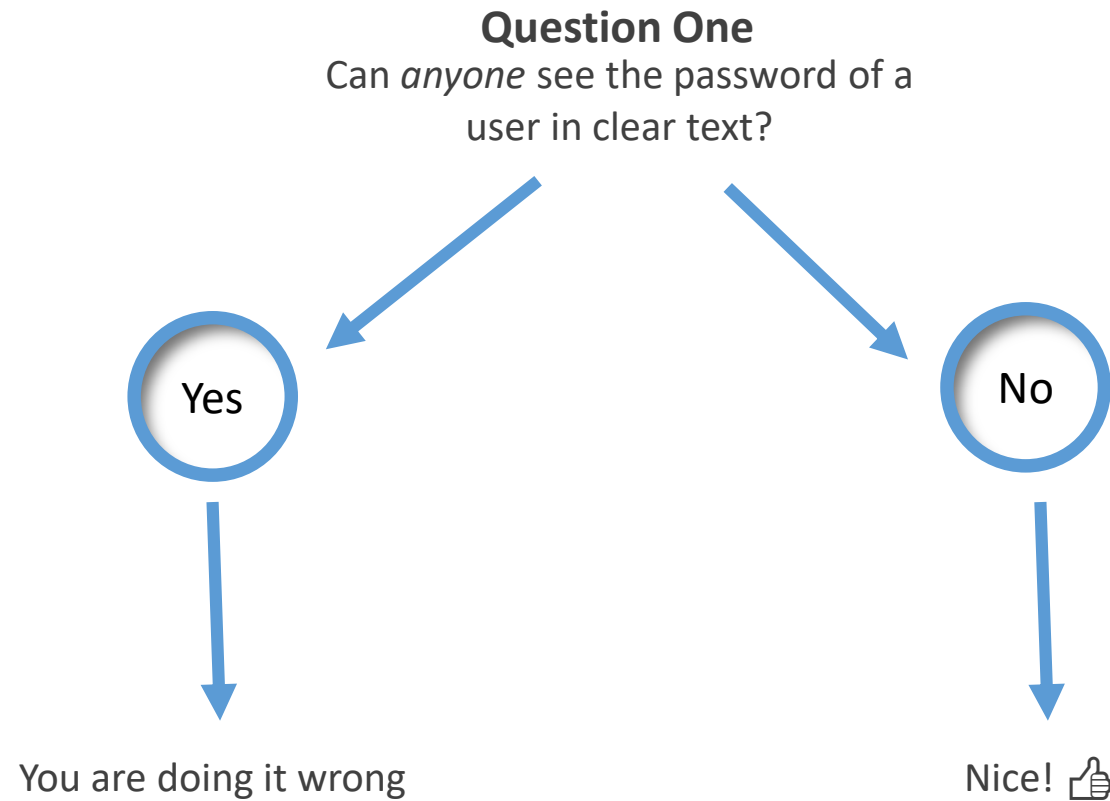 Question One
Can anyone see the password of a
user in clear text?
Yes
No
You are doing it wrong
Nice!